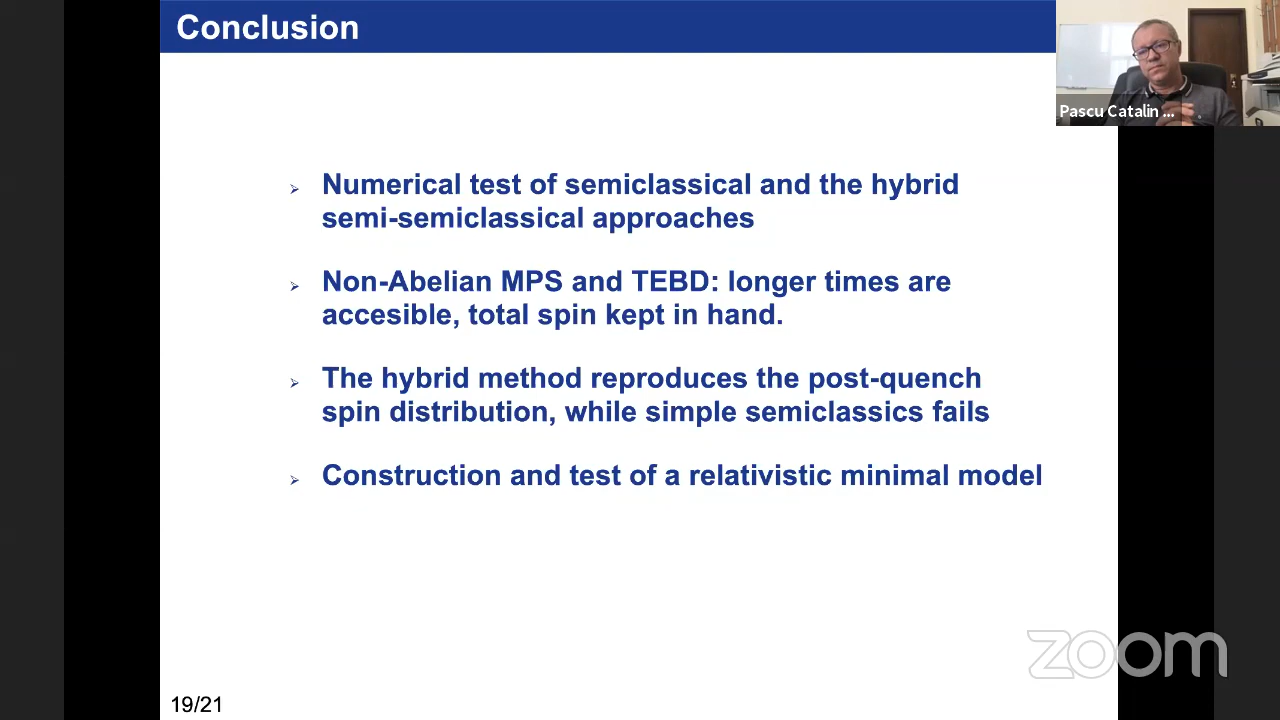 Conclusion
Pascu Catalin ...
Numerical test of semiclassical and the hybrid
semi-semiclassical approaches
Non-Abelian MPS and TEBD: longer times are
accesible, total spin kept in hand.
The hybrid method reproduces the post-quench
spin distribution, while simple semiclassics fails
Construction and test of a relativistic minimal model
zoom
19/21